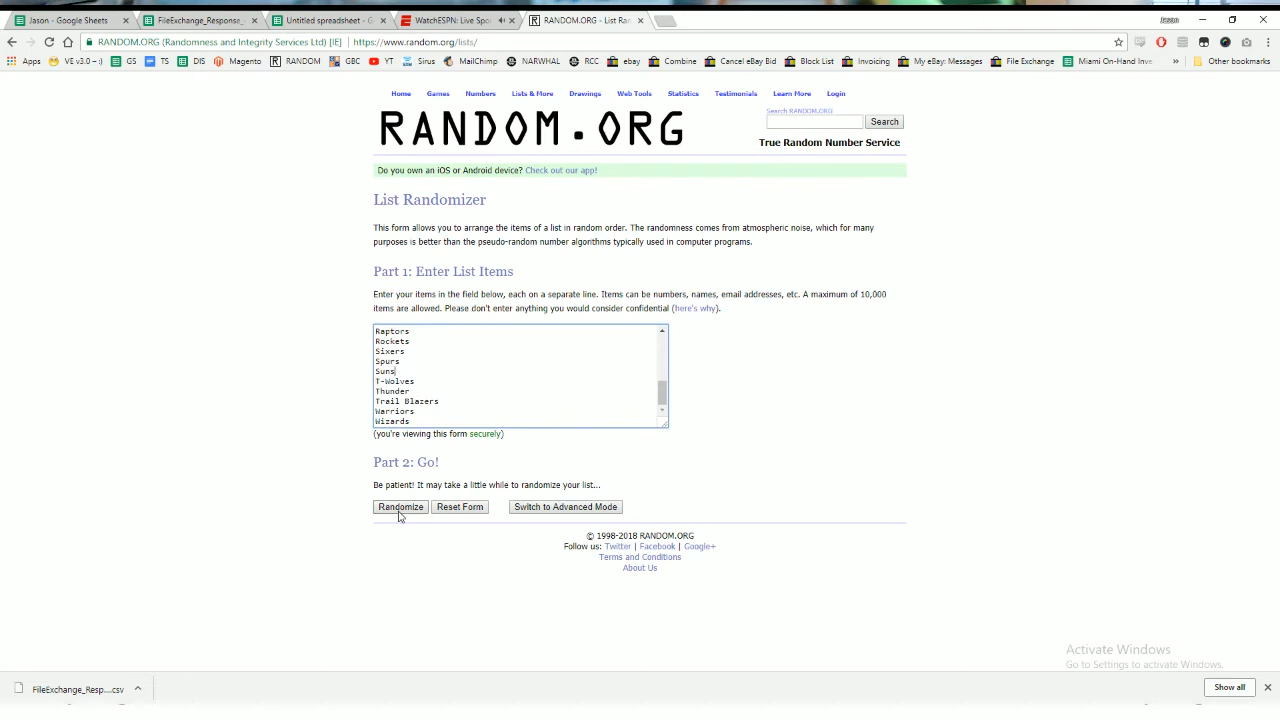 Jason - Google Sheets
FileExchange_Response_
Untitled spreadsheet - G
WatchESPN: Live Spo
RANDOM.ORG - List Ra
RANDOM.ORG (Randomness and Integrity Services Ltd) [IE] | https://www.random.org/lists/
Apps VE v3.0 – :) GS TS DIS Magento RANDOM GBC YT Sirus MailChimp NARWHAL RCC ebay Combine Cancel eBay Bid Block List Invoicing My eBay: Messages File Exchange Miami On-Hand Inve » Other bookmarks
Home Games Numbers Lists & More Drawings Web Tools Statistics Testimonials Learn More Login
Search RANDOM.ORG
RANDOM.ORG
Search
True Random Number Service
Do you own an iOS or Android device? Check out our app!
List Randomizer
This form allows you to arrange the items of a list in random order. The randomness comes from atmospheric noise, which for many
purposes is better than the pseudo-random number algorithms typically used in computer programs.
Part 1: Enter List Items
Enter your items in the field below, each on a separate line. Items can be numbers, names, email addresses, etc. A maximum of 10,000
items are allowed. Please don't enter anything you would consider confidential (here's why).
Raptors
Rockets
Sixers
Spurs
Suns
T-Wolves
Thunder
Trail Blazers
Warriors
Wizards
(you're viewing this form securely)
Part 2: Go!
Be patient! It may take a little while to randomize your list...
Randomize Reset Form Switch to Advanced Mode
© 1998-2018 RANDOM.ORG
Follow us: Twitter | Facebook | Google+
Terms and Conditions
About Us
Activate Windows
Go to Settings to activate Windows.
FileExchange_Resp....csv
Show all